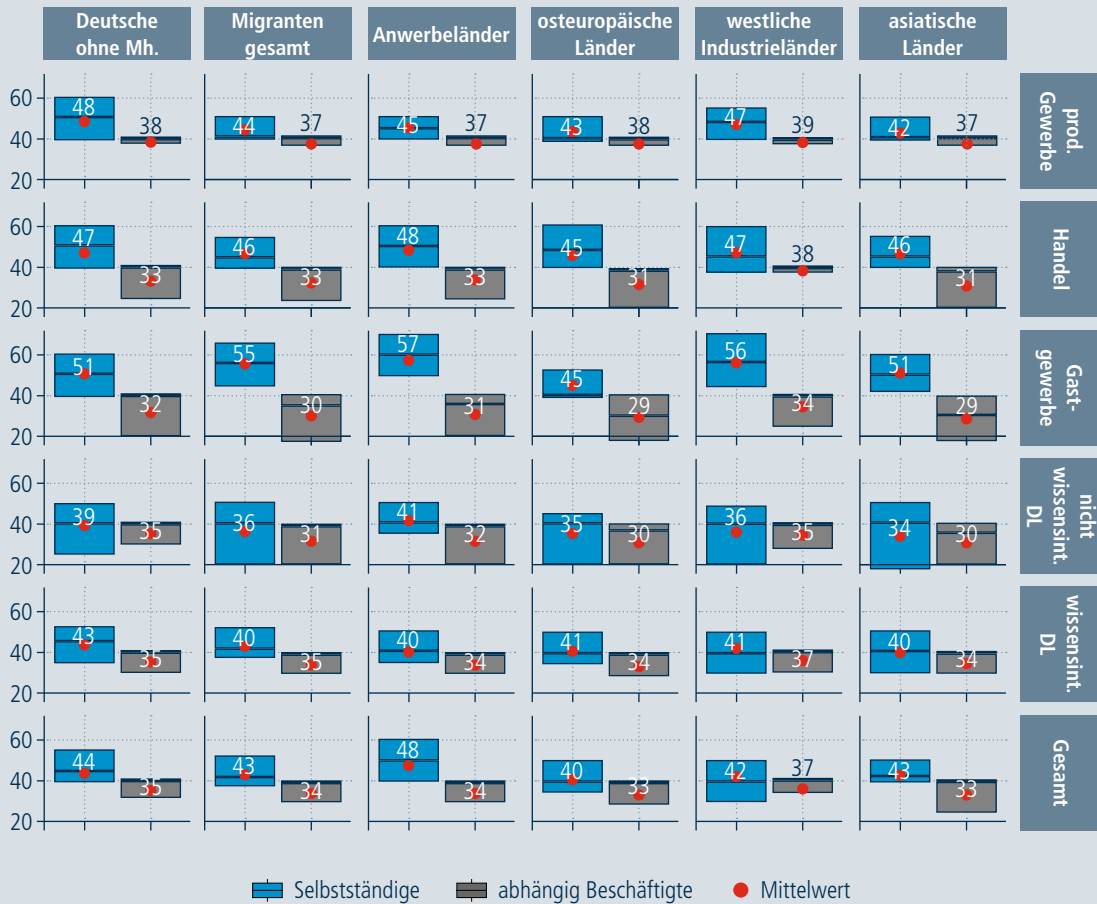 Deutsche
ohne Mh.
Migranten
gesamt
Anwerbeländer
osteuropäische
Länder
westliche
Industrieländer
asiatische
Länder
60
40
20
48 38 44 37 45 37 43 38 47 39 42 37
prod.
Gewerbe
60
40
20
47 33 46 33 48 33 45 31 47 38 46 31
Handel
60
40
20
51 32 55 30 57 31 45 29 56 34 51 29
Gast-
gewerbe
60
40
20
39 35 36 31 41 32 35 30 36 35 34 30
nicht
wissensint.
DL
60
40
20
43 35 40 35 40 34 41 34 41 37 40 34
wissensint.
DL
60
40
20
44 35 43 34 48 34 40 33 42 37 43 33
Gesamt
Selbstständige abhängig Beschäftigte Mittelwert